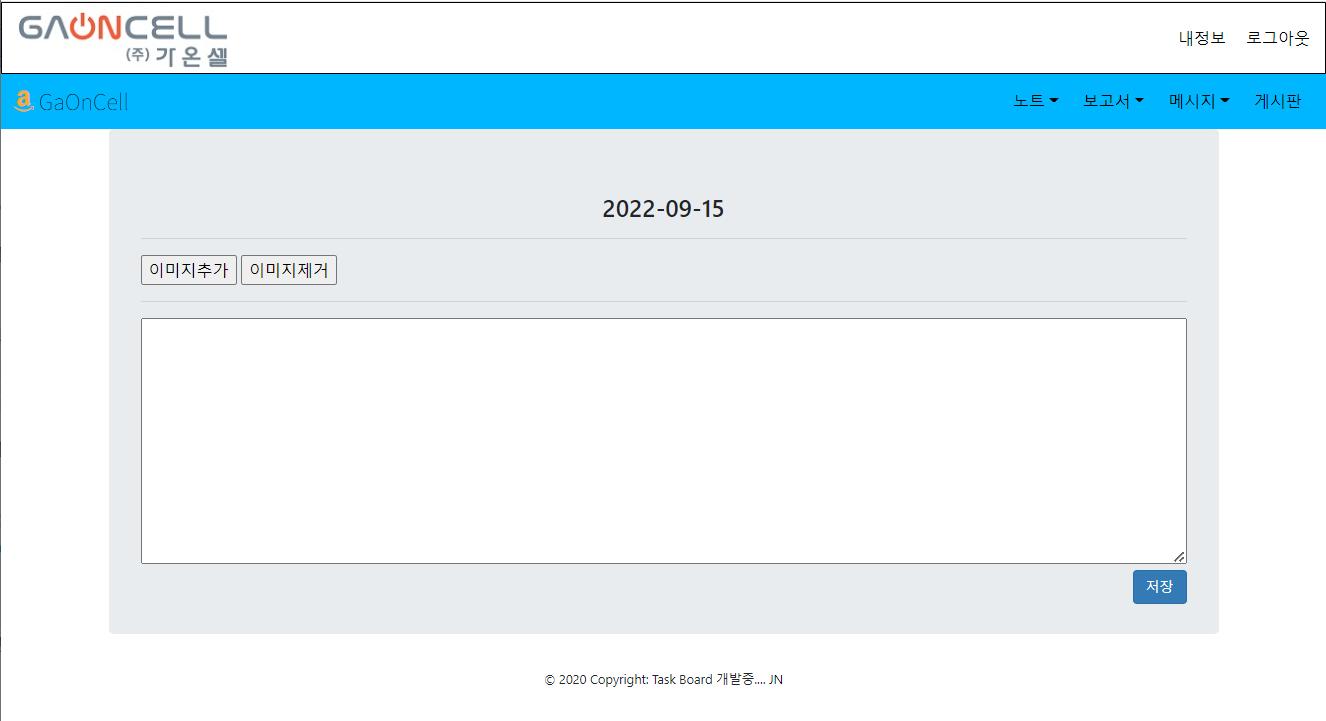 GAONCELL
(주)가온셀
내정보 로그아웃
a GaOnCell
노트 보고서 메시지 게시판
2022-09-15
이미지추가 이미지제거
저장
© 2020 Copyright: Task Board 개발중.... JN